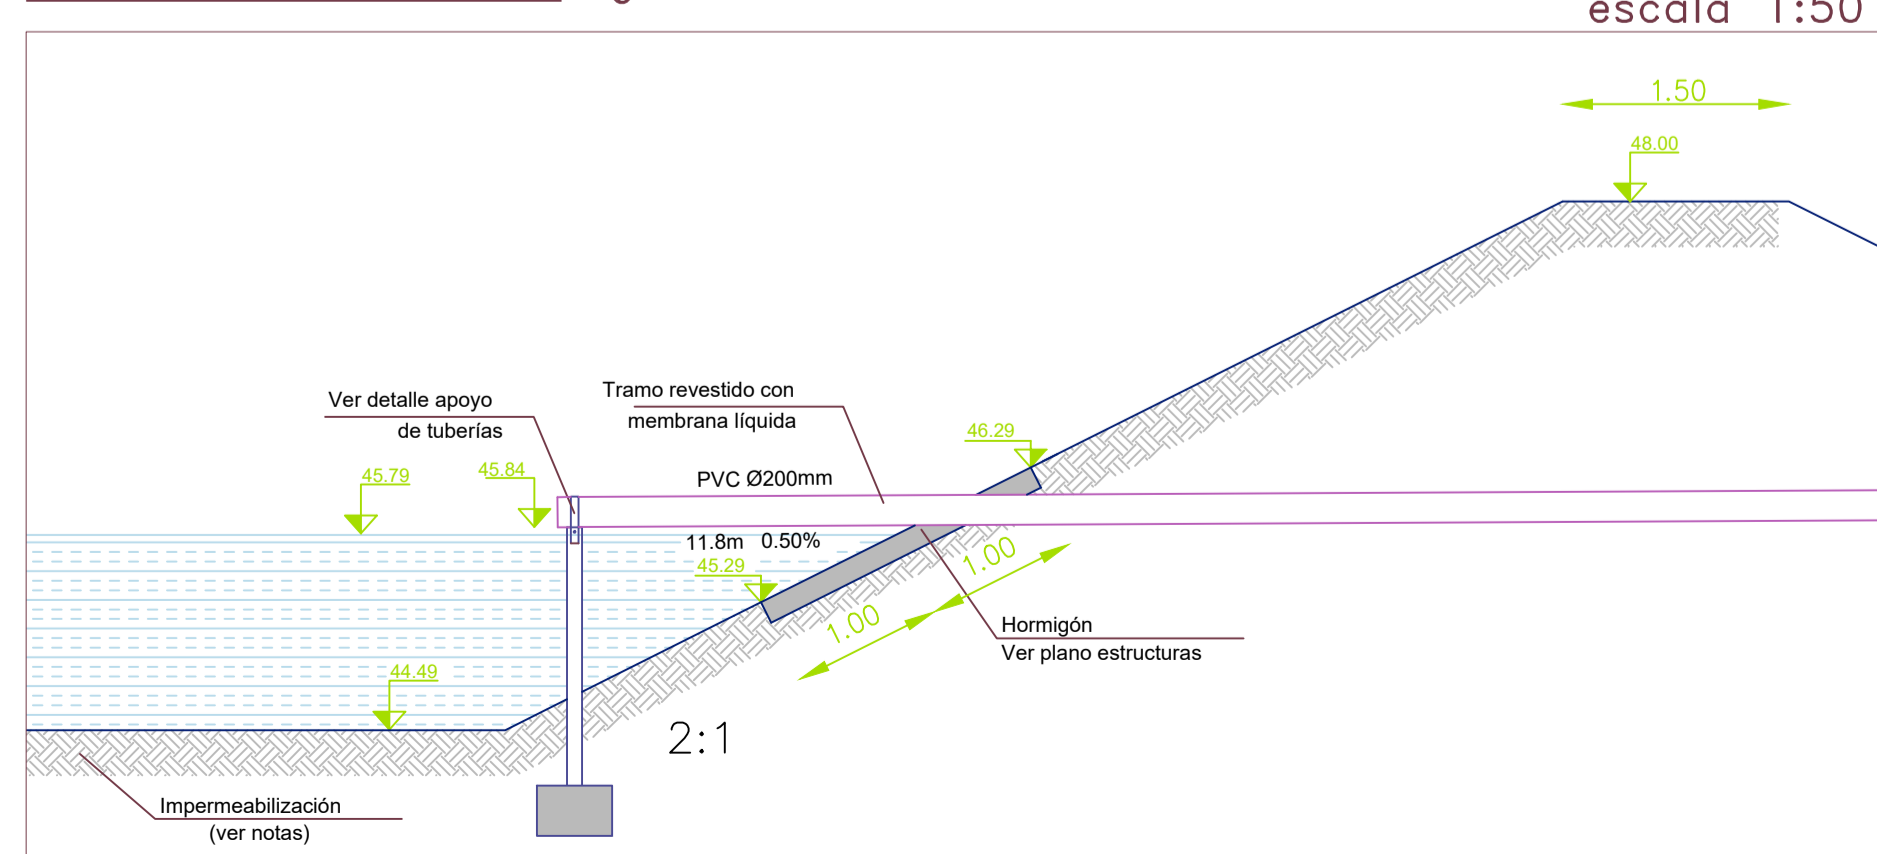 escala 1:50
1.50
48.00
Ver detalle apoyo
de tuberías
Tramo revestido con
membrana líquida
46.29
45.79
45.84
PVC Ø200mm
11.8m 0.50%
45.29
1.00
1.00
Hormigón
Ver plano estructuras
44.49
2:1
Impermeabilización
(ver notas)